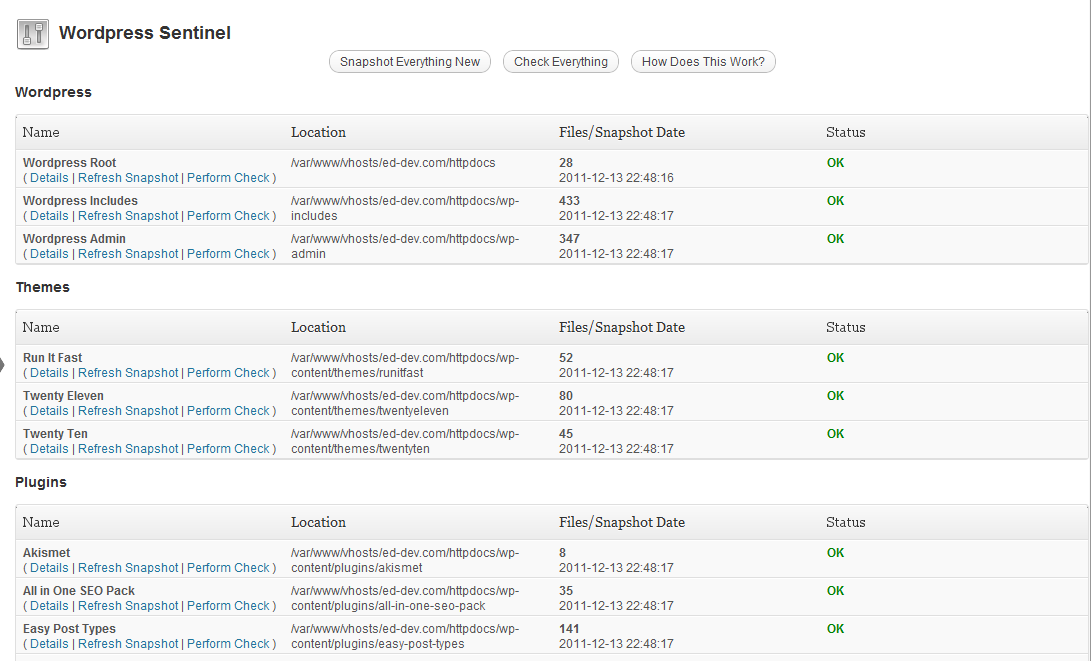 Wordpress Sentinel
Snapshot Everything New Check Everything How Does This Work?
Wordpress
Name Location Files/Snapshot Date Status
Wordpress Root /var/www/vhosts/ed-dev.com/httpdocs 28 OK
( Details | Refresh Snapshot | Perform Check ) 2011-12-13 22:48:16
Wordpress Includes /var/www/vhosts/ed-dev.com/httpdocs/wp- 433 OK
( Details | Refresh Snapshot | Perform Check ) includes 2011-12-13 22:48:17
Wordpress Admin /var/www/vhosts/ed-dev.com/httpdocs/wp- 347 OK
( Details | Refresh Snapshot | Perform Check ) admin 2011-12-13 22:48:17
Themes
Name Location Files/Snapshot Date Status
Run It Fast /var/www/vhosts/ed-dev.com/httpdocs/wp- 52 OK
( Details | Refresh Snapshot | Perform Check ) content/themes/runitfast 2011-12-13 22:48:17
Twenty Eleven /var/www/vhosts/ed-dev.com/httpdocs/wp- 80 OK
( Details | Refresh Snapshot | Perform Check ) content/themes/twentyeleven 2011-12-13 22:48:17
Twenty Ten /var/www/vhosts/ed-dev.com/httpdocs/wp- 45 OK
( Details | Refresh Snapshot | Perform Check ) content/themes/twentyten 2011-12-13 22:48:17
Plugins
Name Location Files/Snapshot Date Status
Akismet /var/www/vhosts/ed-dev.com/httpdocs/wp- 8 OK
( Details | Refresh Snapshot | Perform Check ) content/plugins/akismet 2011-12-13 22:48:17
All in One SEO Pack /var/www/vhosts/ed-dev.com/httpdocs/wp- 35 OK
( Details | Refresh Snapshot | Perform Check ) content/plugins/all-in-one-seo-pack 2011-12-13 22:48:17
Easy Post Types /var/www/vhosts/ed-dev.com/httpdocs/wp- 141 OK
( Details | Refresh Snapshot | Perform Check ) content/plugins/easy-post-types 2011-12-13 22:48:17